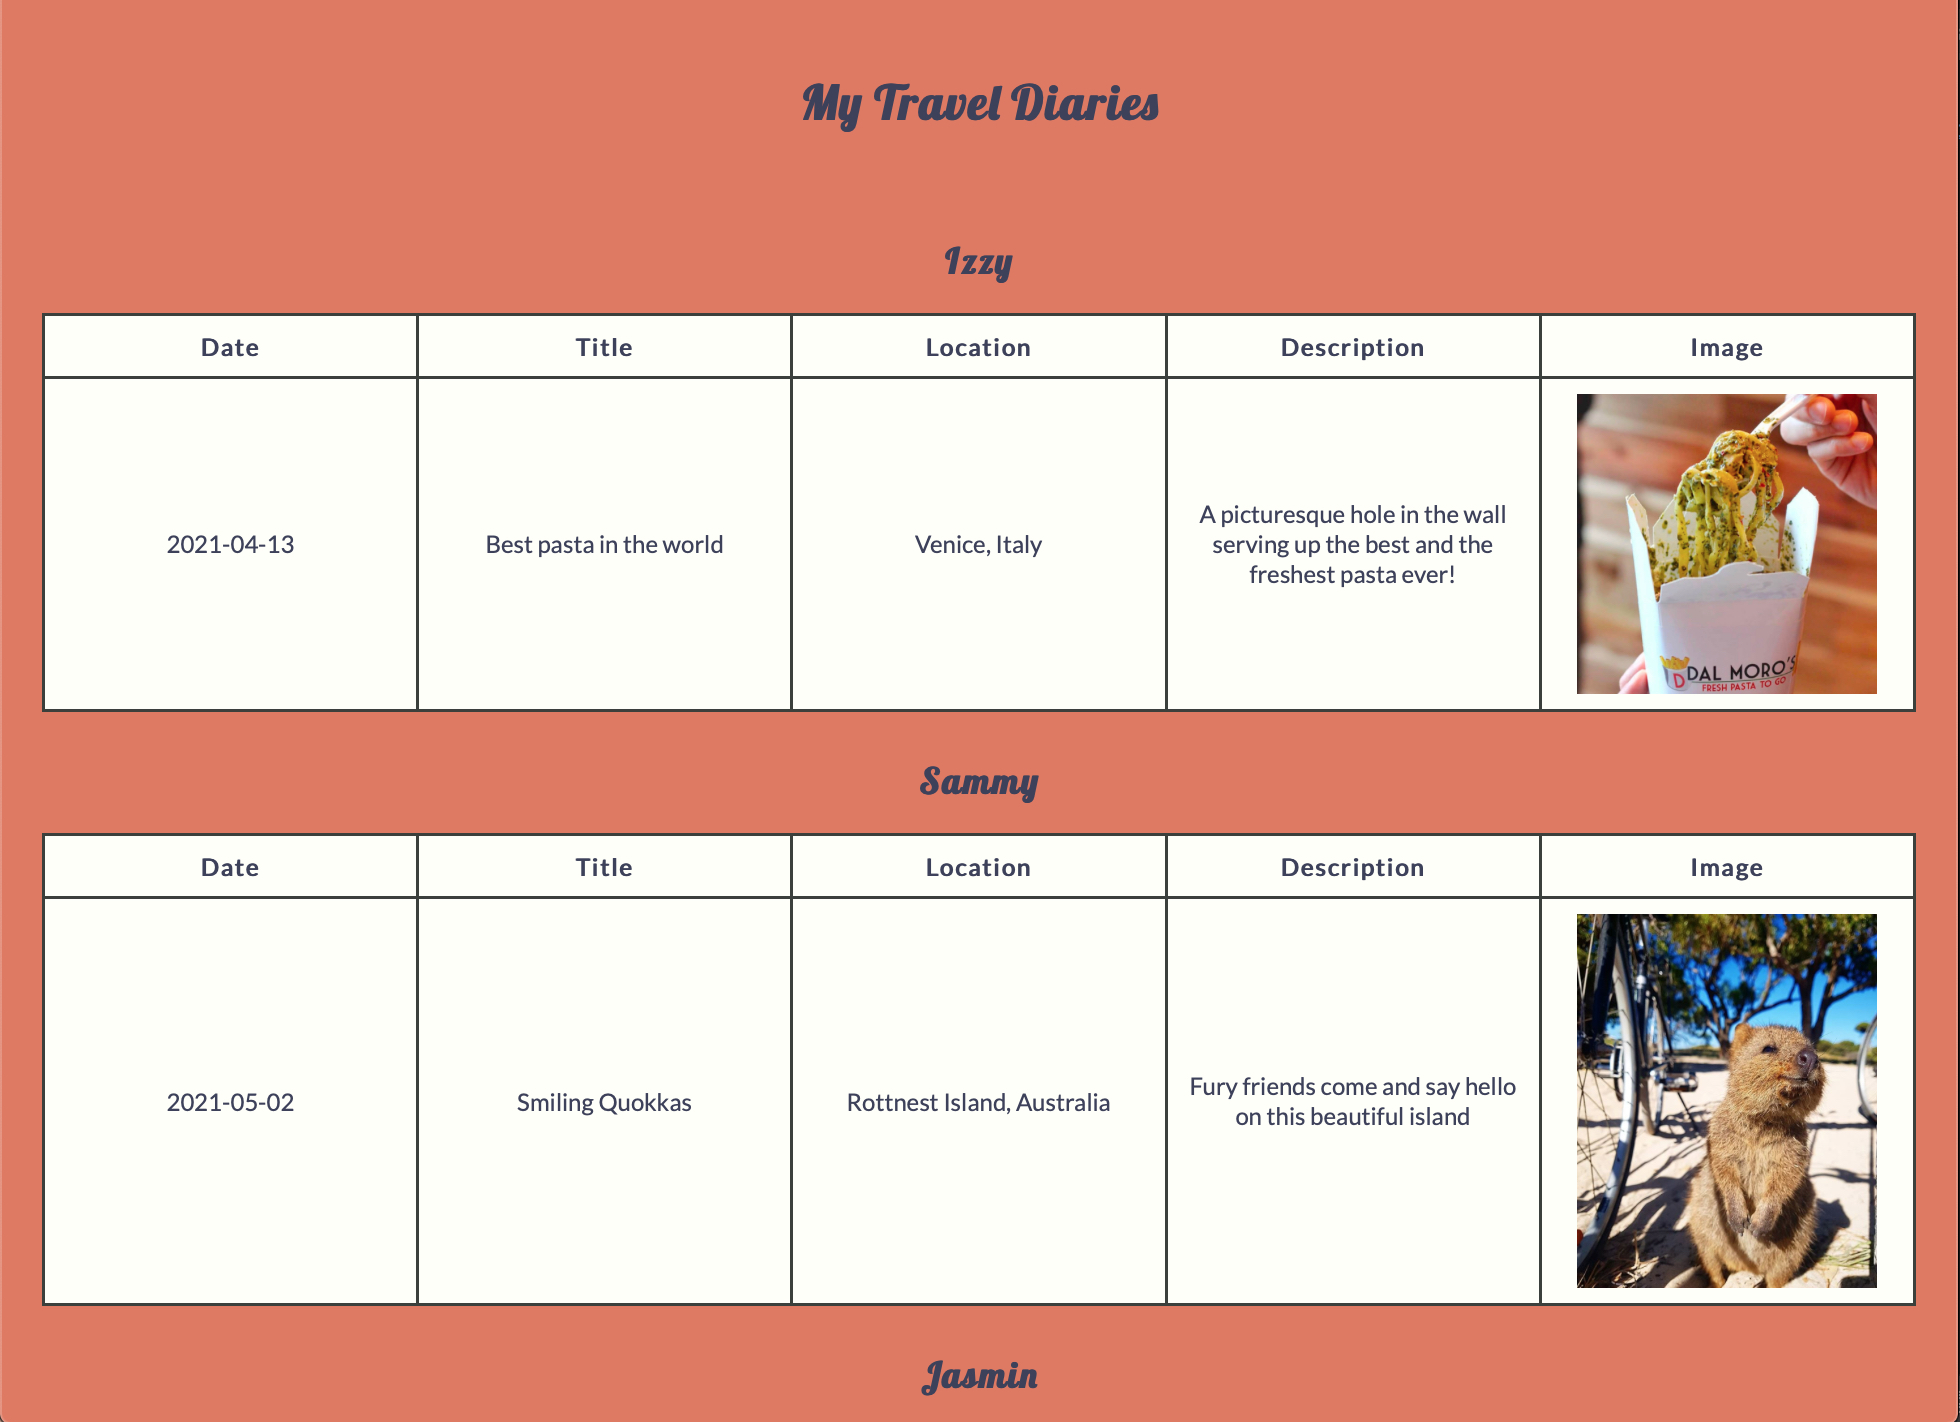 My Travel Diaries
Izzy
Date Title Location Description Image
2021-04-13 Best pasta in the world Venice, Italy A picturesque hole in the wall
serving up the best and the
freshest pasta ever!
DAL MORO'S
FRESH PASTA TO GO
Sammy
Date Title Location Description Image
2021-05-02 Smiling Quokkas Rottnest Island, Australia Fury friends come and say hello
on this beautiful island
Jasmin